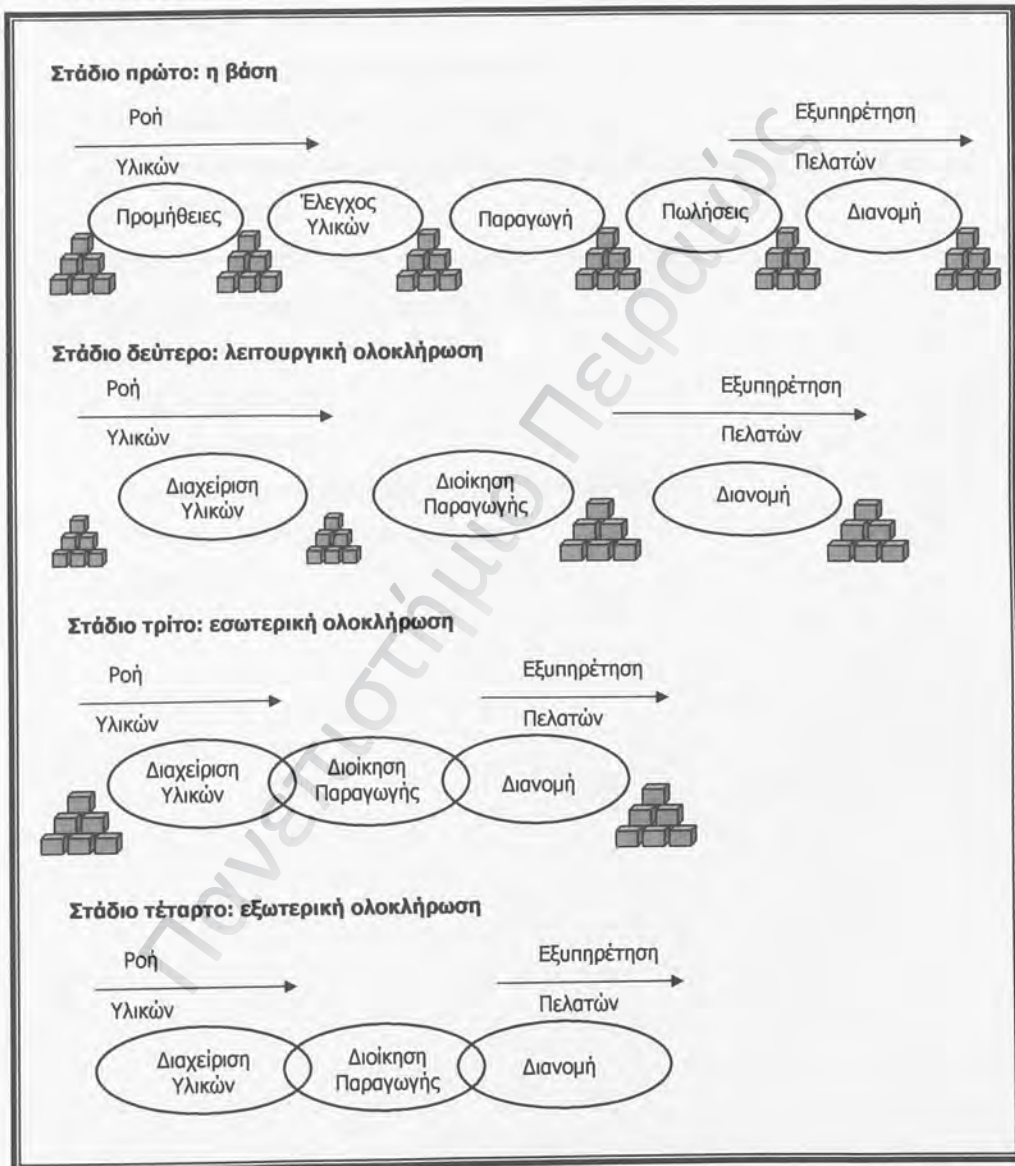 Στάδιο πρώτο: η βάση
Ροή
Υλικών
Εξυπηρέτηση
Πελατών
Προμήθειες
Έλεγχος
Υλικών
Παραγωγή
Πωλήσεις
Διανομή
Στάδιο δεύτερο: λειτουργική ολοκλήρωση
Ροή
Υλικών
Εξυπηρέτηση
Πελατών
Διαχείριση
Υλικών
Διοίκηση
Παραγωγής
Διανομή
Στάδιο τρίτο: εσωτερική ολοκλήρωση
Ροή
Υλικών
Εξυπηρέτηση
Πελατών
Διαχείριση
Υλικών
Διοίκηση
Παραγωγής
Διανομή
Στάδιο τέταρτο: εξωτερική ολοκλήρωση
Ροή
Υλικών
Εξυπηρέτηση
Πελατών
Διαχείριση
Υλικών
Διοίκηση
Παραγωγής
Διανομή
Πανεπιστήμιο Πειραιώς